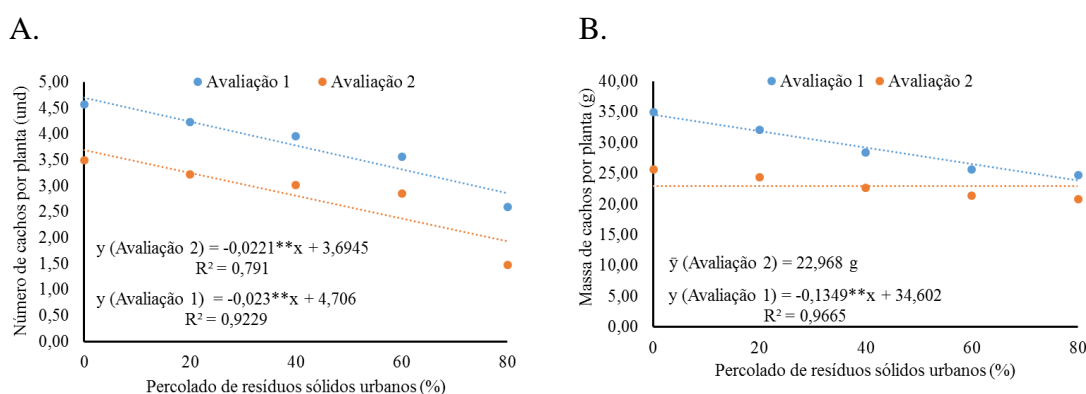 A.
Avaliação 1
Avaliação 2
Número de cachos por planta (und)
5,00
4,50
4,00
3,50
3,00
2,50
2,00
1,50
1,00
0,50
0,00
y (Avaliação 2) = -0,0221**x + 3,6945
R² = 0,791
y (Avaliação 1) = -0,023**x + 4,706
R² = 0,9229
0
20
40
60
80
Percolado de resíduos sólidos urbanos (%)
B.
Avaliação 1
Avaliação 2
Massa de cachos por planta (g)
40,00
35,00
30,00
25,00
20,00
15,00
10,00
5,00
0,00
ȳ (Avaliação 2) = 22,968 g
y (Avaliação 1) = -0,1349**x + 34,602
R² = 0,9665
0
20
40
60
80
Percolado de resíduos sólidos urbanos (%)